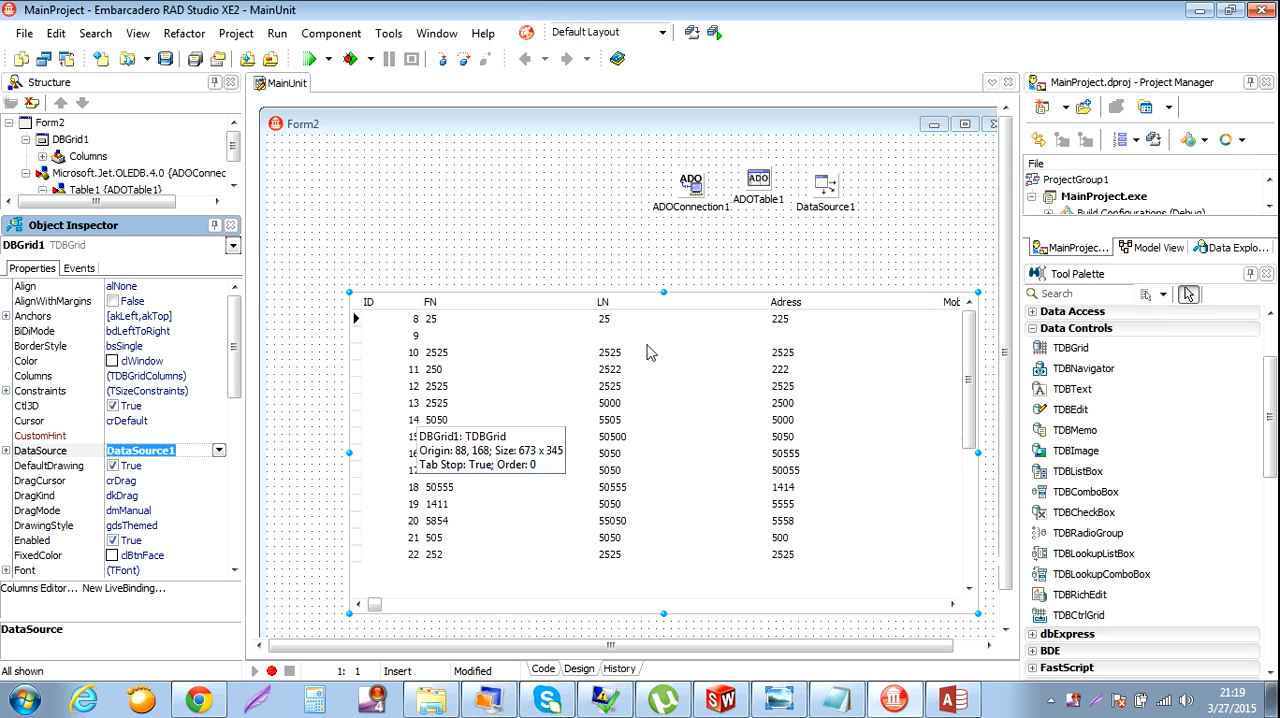 MainProject - Embarcadero RAD Studio XE2 - MainUnit
File Edit Search View Refactor Project Run Component Tools Window Help
Default Layout
Structure
MainUnit
MainProject.dproj - Project Manager
Form2
DBGrid1
Columns
Microsoft.Jet.OLEDB.4.0 {ADOConnec
Table1 {ADOTable1}
Form2
ADO
ADO
ADOConnection1
ADOTable1
DataSource1
File
ProjectGroup1
MainProject.exe
Build Configurations (Debug)
MainProjec...
Model View
Data Explo...
Object Inspector
DBGrid1 TDBGrid
Properties Events
Align alNone
AlignWithMargins False
Anchors [akLeft,akTop]
BiDiMode bdLeftToRight
BorderStyle bsSingle
Color clWindow
Columns (TDBGridColumns)
Constraints (TSizeConstraints)
Ctl3D True
Cursor crDefault
CustomHint
DataSource DataSource1
DefaultDrawing True
DragCursor crDrag
DragKind dkDrag
DragMode dmManual
DrawingStyle gdsThemed
Enabled True
FixedColor clBtnFace
Font (TFont)
Columns Editor... New LiveBinding...
DataSource
All shown
ID FN LN Adress Mob
8 25 25 225
9
10 2525 2525 2525
11 250 2522 222
12 2525 2525 2525
13 2525 5000 2500
14 5050 5505 5000
50500 5050
5050 50555
5050 50055
18 50555 50555 1414
19 1411 5050 5555
20 5854 55050 5558
21 505 5050 500
22 252 2525 2525
DBGrid1: TDBGrid
Origin: 88, 168; Size: 673 x 345
Tab Stop: True; Order: 0
1: 1 Insert Modified
Code Design History
Tool Palette
Search
Data Access
Data Controls
TDBGrid
TDBNavigator
TDBText
TDBEdit
TDBMemo
TDBImage
TDBListBox
TDBComboBox
TDBCheckBox
TDBRadioGroup
TDBLookupListBox
TDBLookupComboBox
TDBRichEdit
TDBCtrlGrid
dbExpress
BDE
FastScript
21:19
3/27/2015